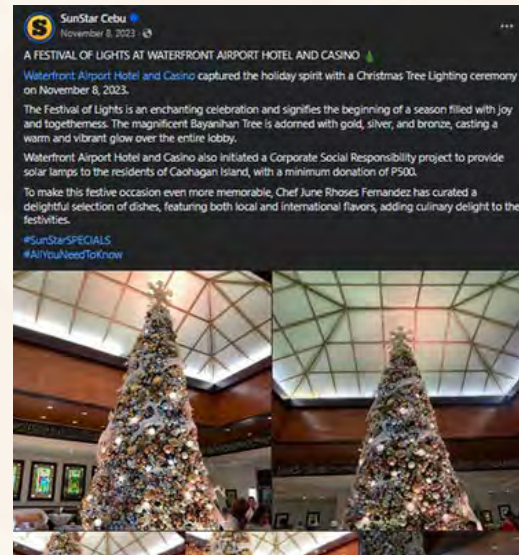 SunStar Cebu
November 8, 2023
A FESTIVAL OF LIGHTS AT WATERFRONT AIRPORT HOTEL AND CASINO
Waterfront Airport Hotel and Casino captured the holiday spirit with a Christmas Tree Lighting ceremony
on November 8, 2023.
The Festival of Lights is an enchanting celebration and signifies the beginning of a season filled with joy
and togetherness. The magnificent Bayanihan Tree is adorned with gold, silver, and bronze, casting a
warm and vibrant glow over the entire lobby.
Waterfront Airport Hotel and Casino also initiated a Corporate Social Responsibility project to provide
solar lamps to the residents of Caohagan Island, with a minimum donation of P500.
To make this festive occasion even more memorable, Chef June Rhoses Fernandez has curated a
delightful selection of dishes, featuring both local and international flavors, adding culinary delight to the
festivities.
#SunStarSPECIALS
#AllYouNeedToKnow